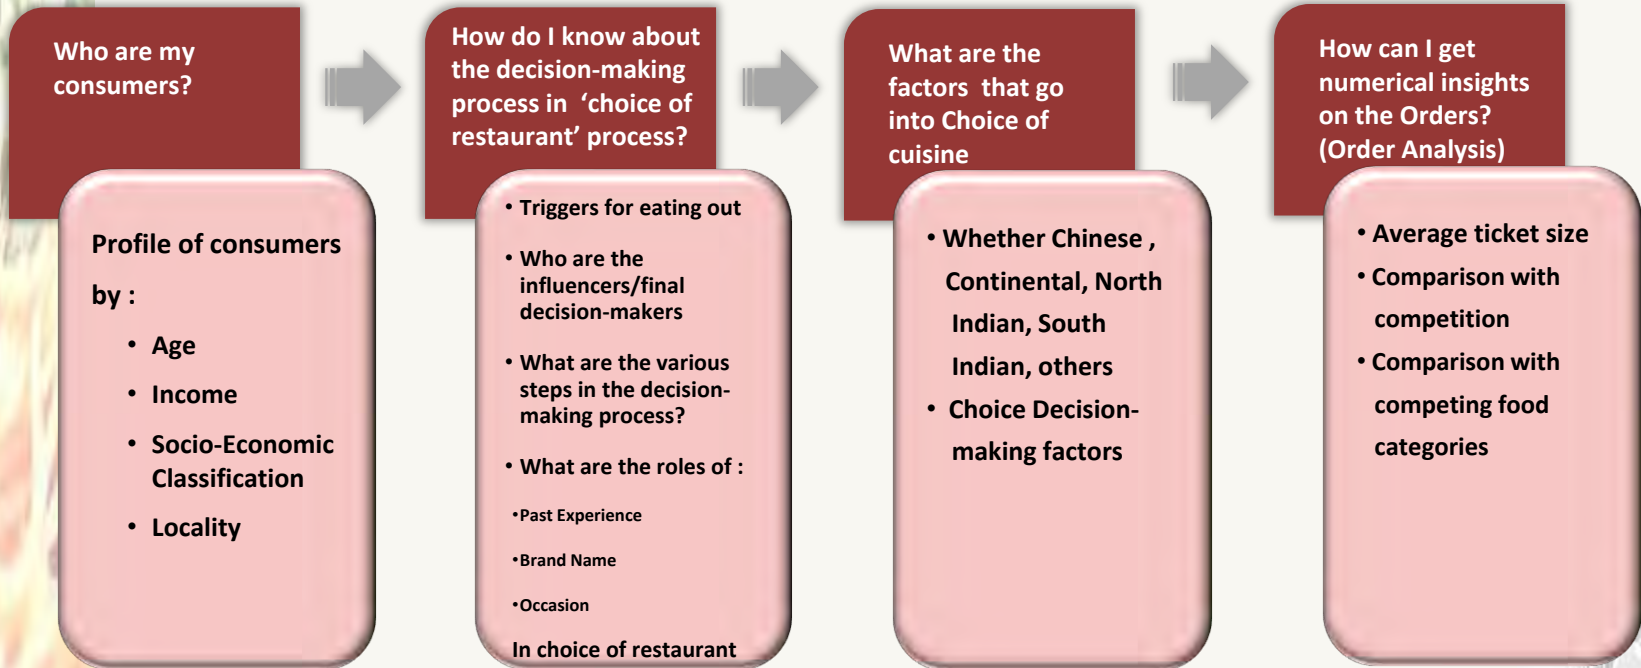 Who are my
consumers?
Profile of consumers
by :
• Age
• Income
• Socio-Economic
Classification
• Locality
How do I know about
the decision-making
process in ‘choice of
restaurant’ process?
• Triggers for eating out
• Who are the
influencers/final
decision-makers
• What are the various
steps in the decision-
making process?
• What are the roles of :
•Past Experience
•Brand Name
•Occasion
In choice of restaurant
What are the
factors that go
into Choice of
cuisine
• Whether Chinese ,
Continental, North
Indian, South
Indian, others
• Choice Decision-
making factors
How can I get
numerical insights
on the Orders?
(Order Analysis)
• Average ticket size
• Comparison with
competition
• Comparison with
competing food
categories